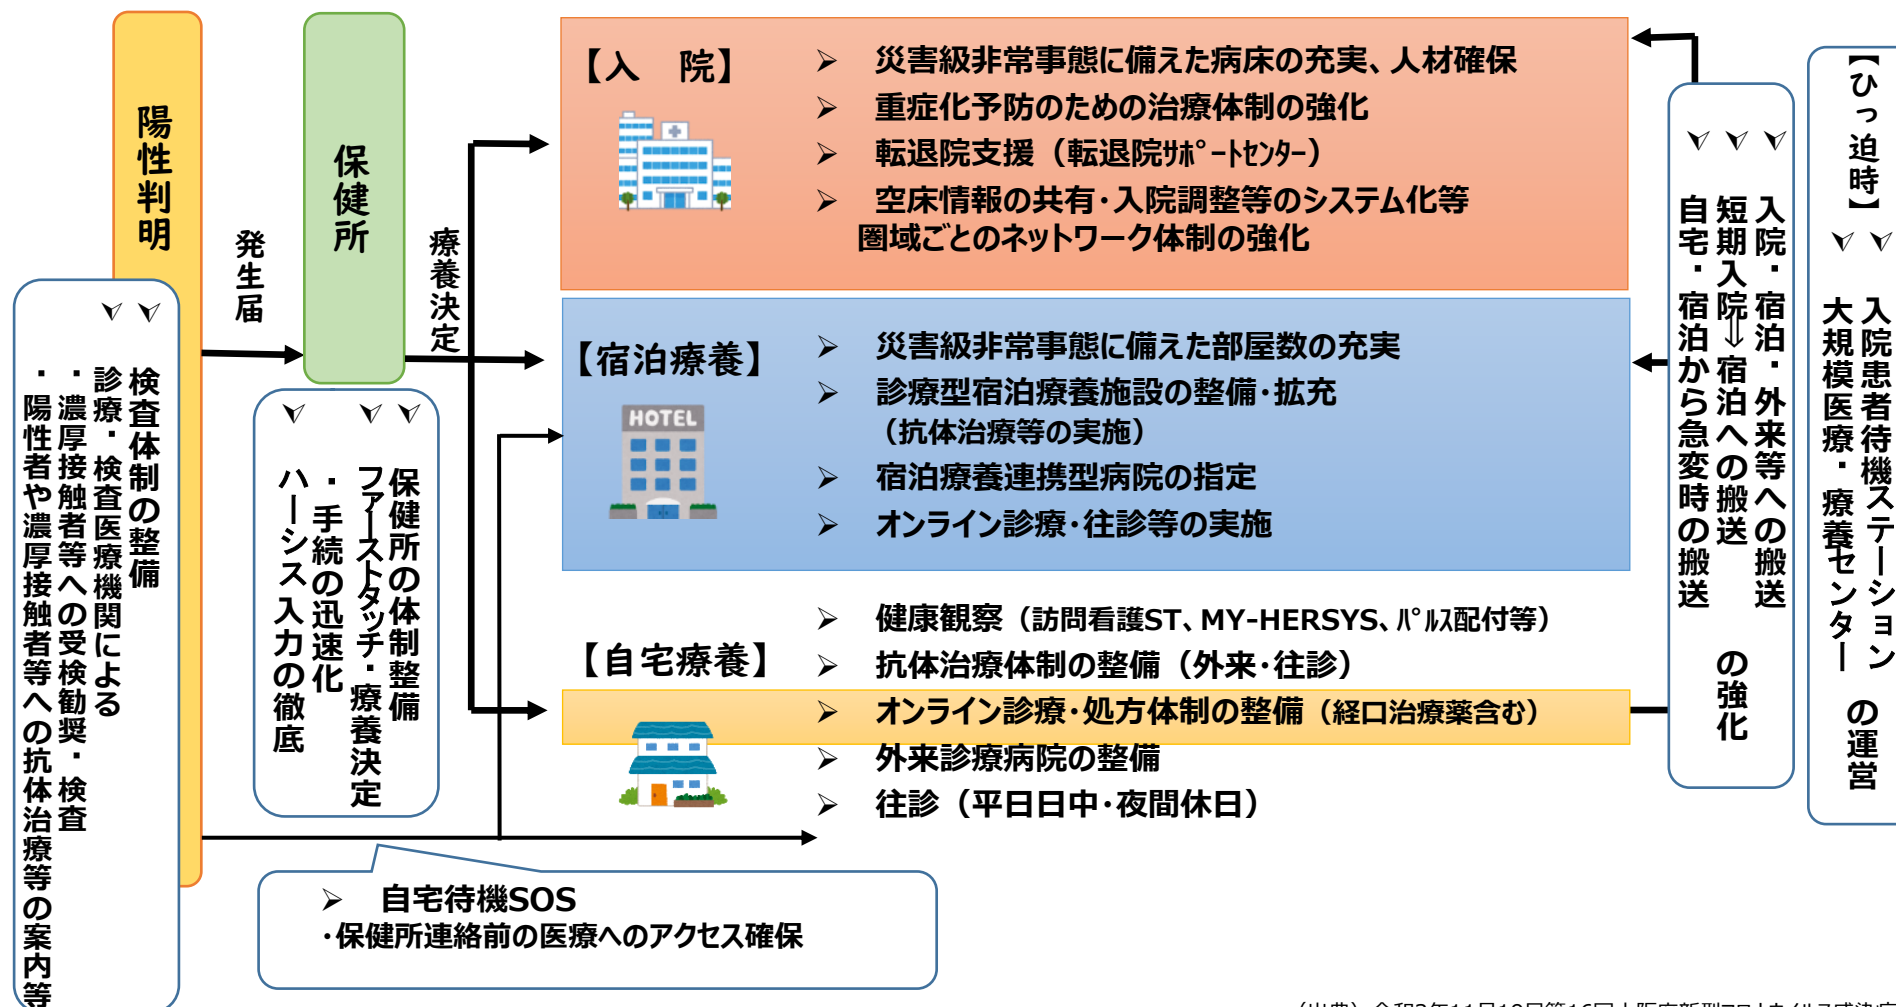 陽性判明
➢ 検査体制の整備
➢ 診療・検査医療機関による
・濃厚接触者等への受検勧奨・検査
・陽性者や濃厚接触者等への抗体治療等の案内等
発生届
保健所
➢ 保健所の体制整備
➢ ファーストタッチ・療養決定
・手続の迅速化
➢ ハーシス入力の徹底
療養決定
【入　院】
➢ 災害級非常事態に備えた病床の充実、人材確保
➢ 重症化予防のための治療体制の強化
➢ 転退院支援（転退院ｻﾎﾟｰﾄｾﾝﾀｰ）
➢ 空床情報の共有・入院調整等のシステム化等
圏域ごとのネットワーク体制の強化
【宿泊療養】
HOTEL
➢ 災害級非常事態に備えた部屋数の充実
➢ 診療型宿泊療養施設の整備・拡充
（抗体治療等の実施）
➢ 宿泊療養連携型病院の指定
➢ オンライン診療・往診等の実施
【自宅療養】
➢ 健康観察（訪問看護ST、MY-HERSYS、ﾊﾟﾙｽ配付等）
➢ 抗体治療体制の整備（外来・往診）
➢ オンライン診療・処方体制の整備（経口治療薬含む）
➢ 外来診療病院の整備
➢ 往診（平日日中・夜間休日）
➢ 自宅待機SOS
・保健所連絡前の医療へのアクセス確保
➢ 入院・宿泊・外来等への搬送
➢ 短期入院⇒宿泊への搬送
➢ 自宅・宿泊から急変時の搬送
の強化
【ひっ迫時】
➢ 入院患者待機ステーション
➢ 大規模医療・療養センター
の運営